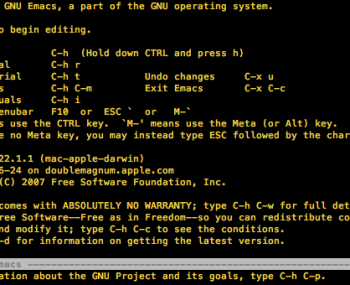 GNU Emacs, a part of the GNU operating system.
o begin editing.
C-h (Hold down CTRL and press h)
al C-h r
rial C-h t Undo changes C-x u
s C-h C-m Exit Emacs C-x C-c
uals C-h i
enubar F10 or ESC ` or M-`
s use the CTRL key. `M-' means use the Meta (or Alt) key.
e no Meta key, you may instead type ESC followed by the char
22.1.1 (mac-apple-darwin)
6-24 on doublemagnum.apple.com
(C) 2007 Free Software Foundation, Inc.
comes with ABSOLUTELY NO WARRANTY; type C-h C-w for full det
ree Software--Free as in Freedom--so you can redistribute co
nd modify it; type C-h C-c to see the conditions.
-d for information on getting the latest version.
macs
ation about the GNU Project and its goals, type C-h C-p.